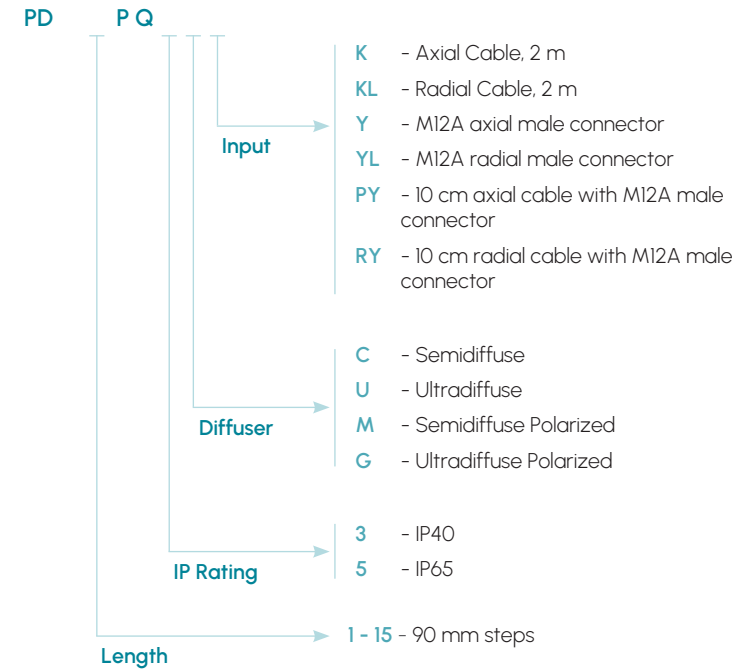 PD P Q
K - Axial Cable, 2 m
KL - Radial Cable, 2 m
Y - M12A axial male connector
Input
YL - M12A radial male connector
PY - 10 cm axial cable with M12A male
connector
RY - 10 cm radial cable with M12A male
connector
C - Semidiffuse
U - Ultradiffuse
Diffuser
M - Semidiffuse Polarized
G - Ultradiffuse Polarized
3 - IP40
IP Rating
5 - IP65
1 - 15 - 90 mm steps
Length